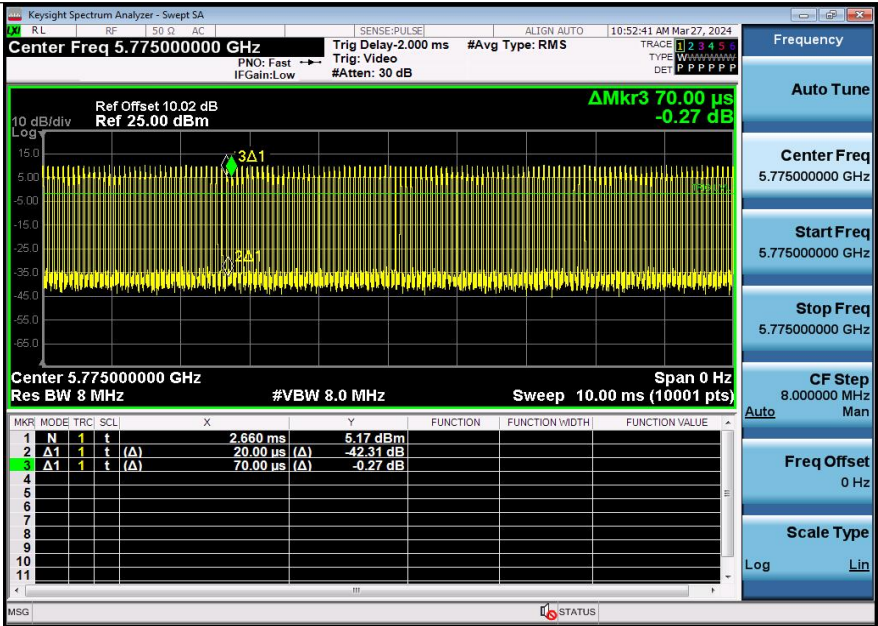 Keysight Spectrum Analyzer - Swept SA
LXI RL RF 50 Ω AC SENSE:PULSE ALIGN AUTO 10:52:41 AM Mar 27, 2024
Center Freq 5.775000000 GHz
PNO: Fast
IFGain:Low
Trig Delay-2.000 ms
Trig: Video
#Atten: 30 dB
#Avg Type: RMS
TRACE 1 2 3 4 5 6
TYPE WWWWWW
DET P P P P P P
Ref Offset 10.02 dB
10 dB/div Ref 25.00 dBm
Log
ΔMkr3 70.00 µs
-0.27 dB
15.0
5.00
-5.00
-15.0
-25.0
-35.0
-45.0
-55.0
-65.0
3Δ1
2Δ1
Center 5.775000000 GHz Span 0 Hz
Res BW 8 MHz #VBW 8.0 MHz Sweep 10.00 ms (10001 pts)
MKR MODE TRC SCL X Y FUNCTION FUNCTION WIDTH FUNCTION VALUE
1 N 1 t 2.660 ms 5.17 dBm
2 Δ1 1 t (Δ) 20.00 µs (Δ) -42.31 dB
3 Δ1 1 t (Δ) 70.00 µs (Δ) -0.27 dB
4
5
6
7
8
9
10
11
MSG STATUS
Frequency
Auto Tune
Center Freq
5.775000000 GHz
Start Freq
5.775000000 GHz
Stop Freq
5.775000000 GHz
CF Step
8.000000 MHz
Auto Man
Freq Offset
0 Hz
Scale Type
Log Lin